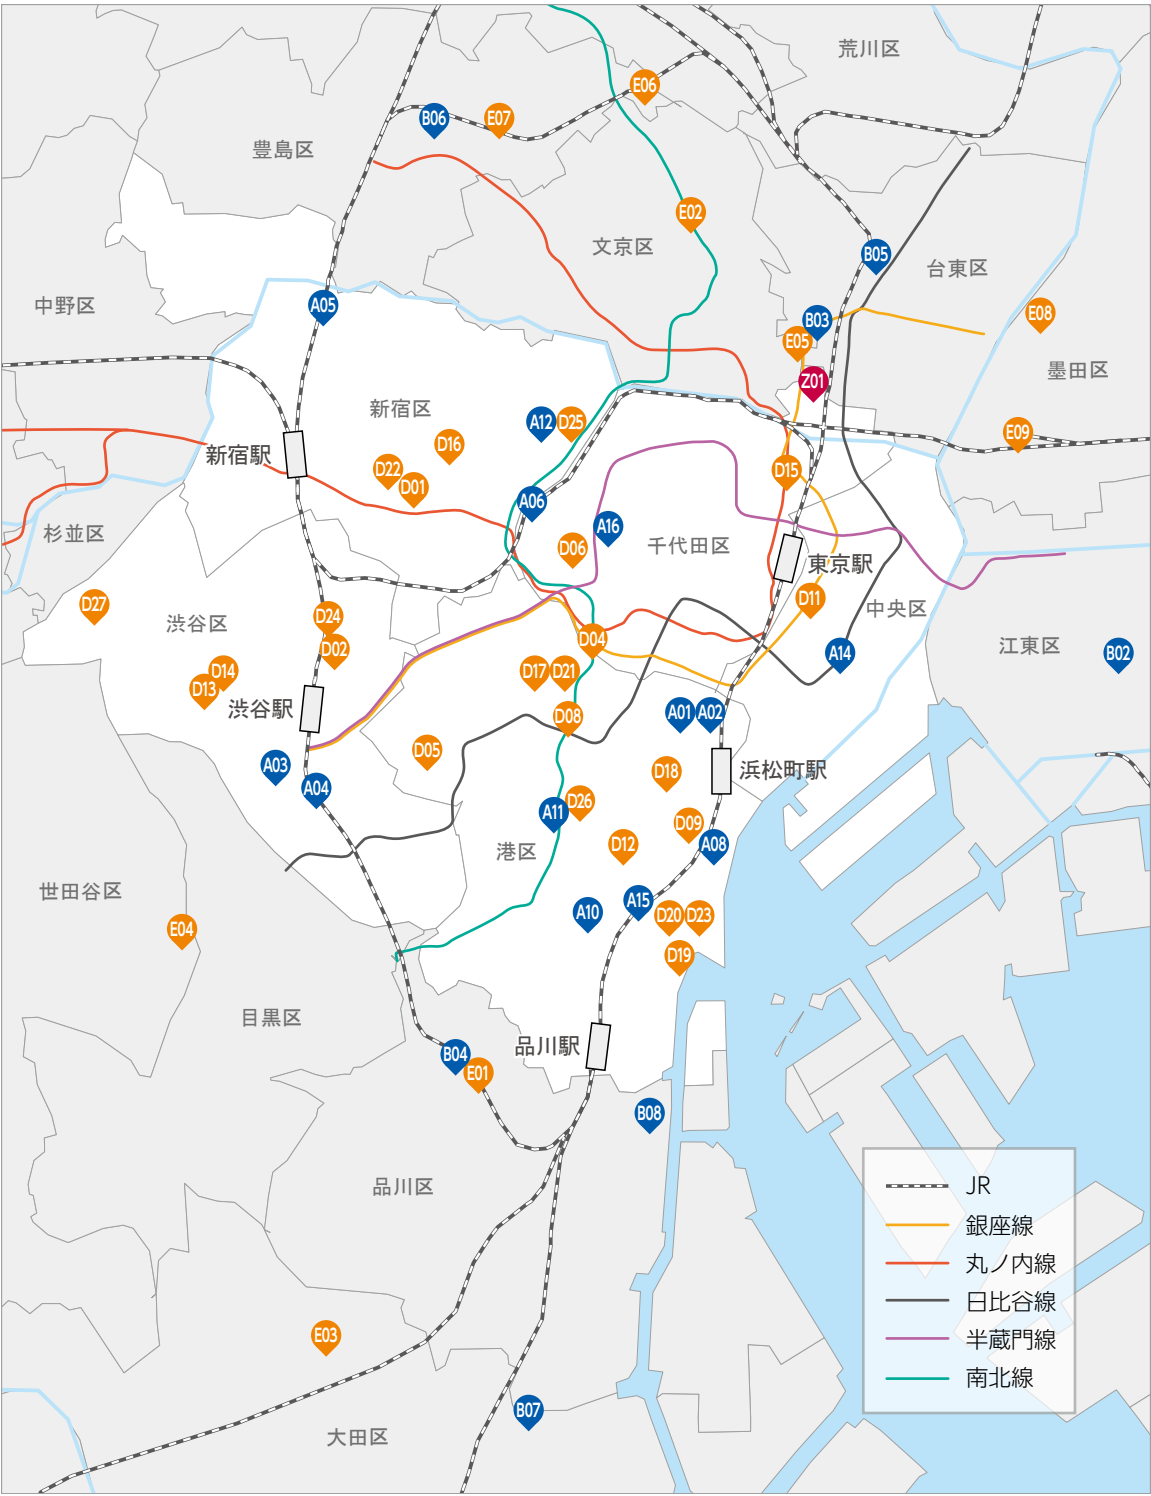 荒川区
E06
B06
E07
豊島区
E02
文京区
B05
台東区
中野区
A05
E08
B03
E05
墨田区
Z01
新宿区
A12
D25
E09
D16
新宿駅
D22
D15
D01
A06
A16
杉並区
D06
千代田区
東京駅
D27
D11
中央区
D24
渋谷区
D04
D02
江東区
B02
A14
D14
D17
D21
D13
渋谷駅
A01
A02
D08
D05
A03
D18
浜松町駅
A04
D26
A11
D09
D12
A08
港区
世田谷区
A15
A10
D20
D23
E04
D19
目黒区
品川駅
B04
E01
B08
品川区
JR
銀座線
丸ノ内線
日比谷線
半蔵門線
南北線
E03
B07
大田区